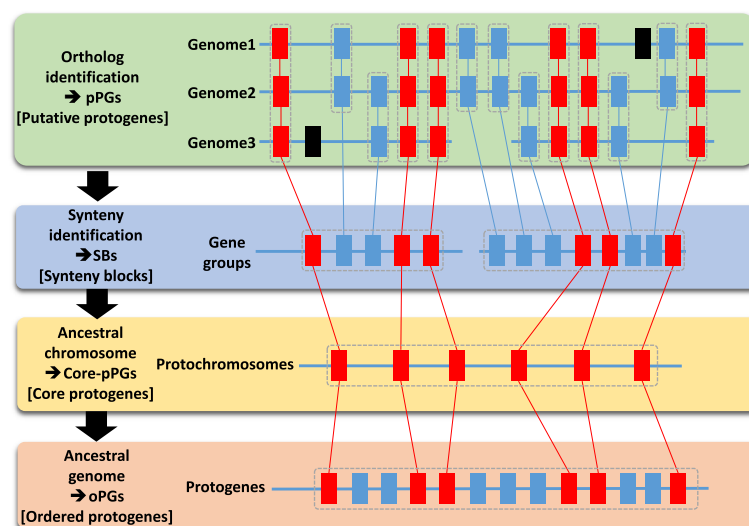 Ortholog
identification
➔ pPGs
[Putative protogenes]
Genome1
Genome2
Genome3
Synteny
identification
➔SBs
[Synteny blocks]
Gene
groups
Ancestral
chromosome
➔ Core-pPGs
[Core protogenes]
Protochromosomes
Ancestral
genome
➔ oPGs
[Ordered protogenes]
Protogenes